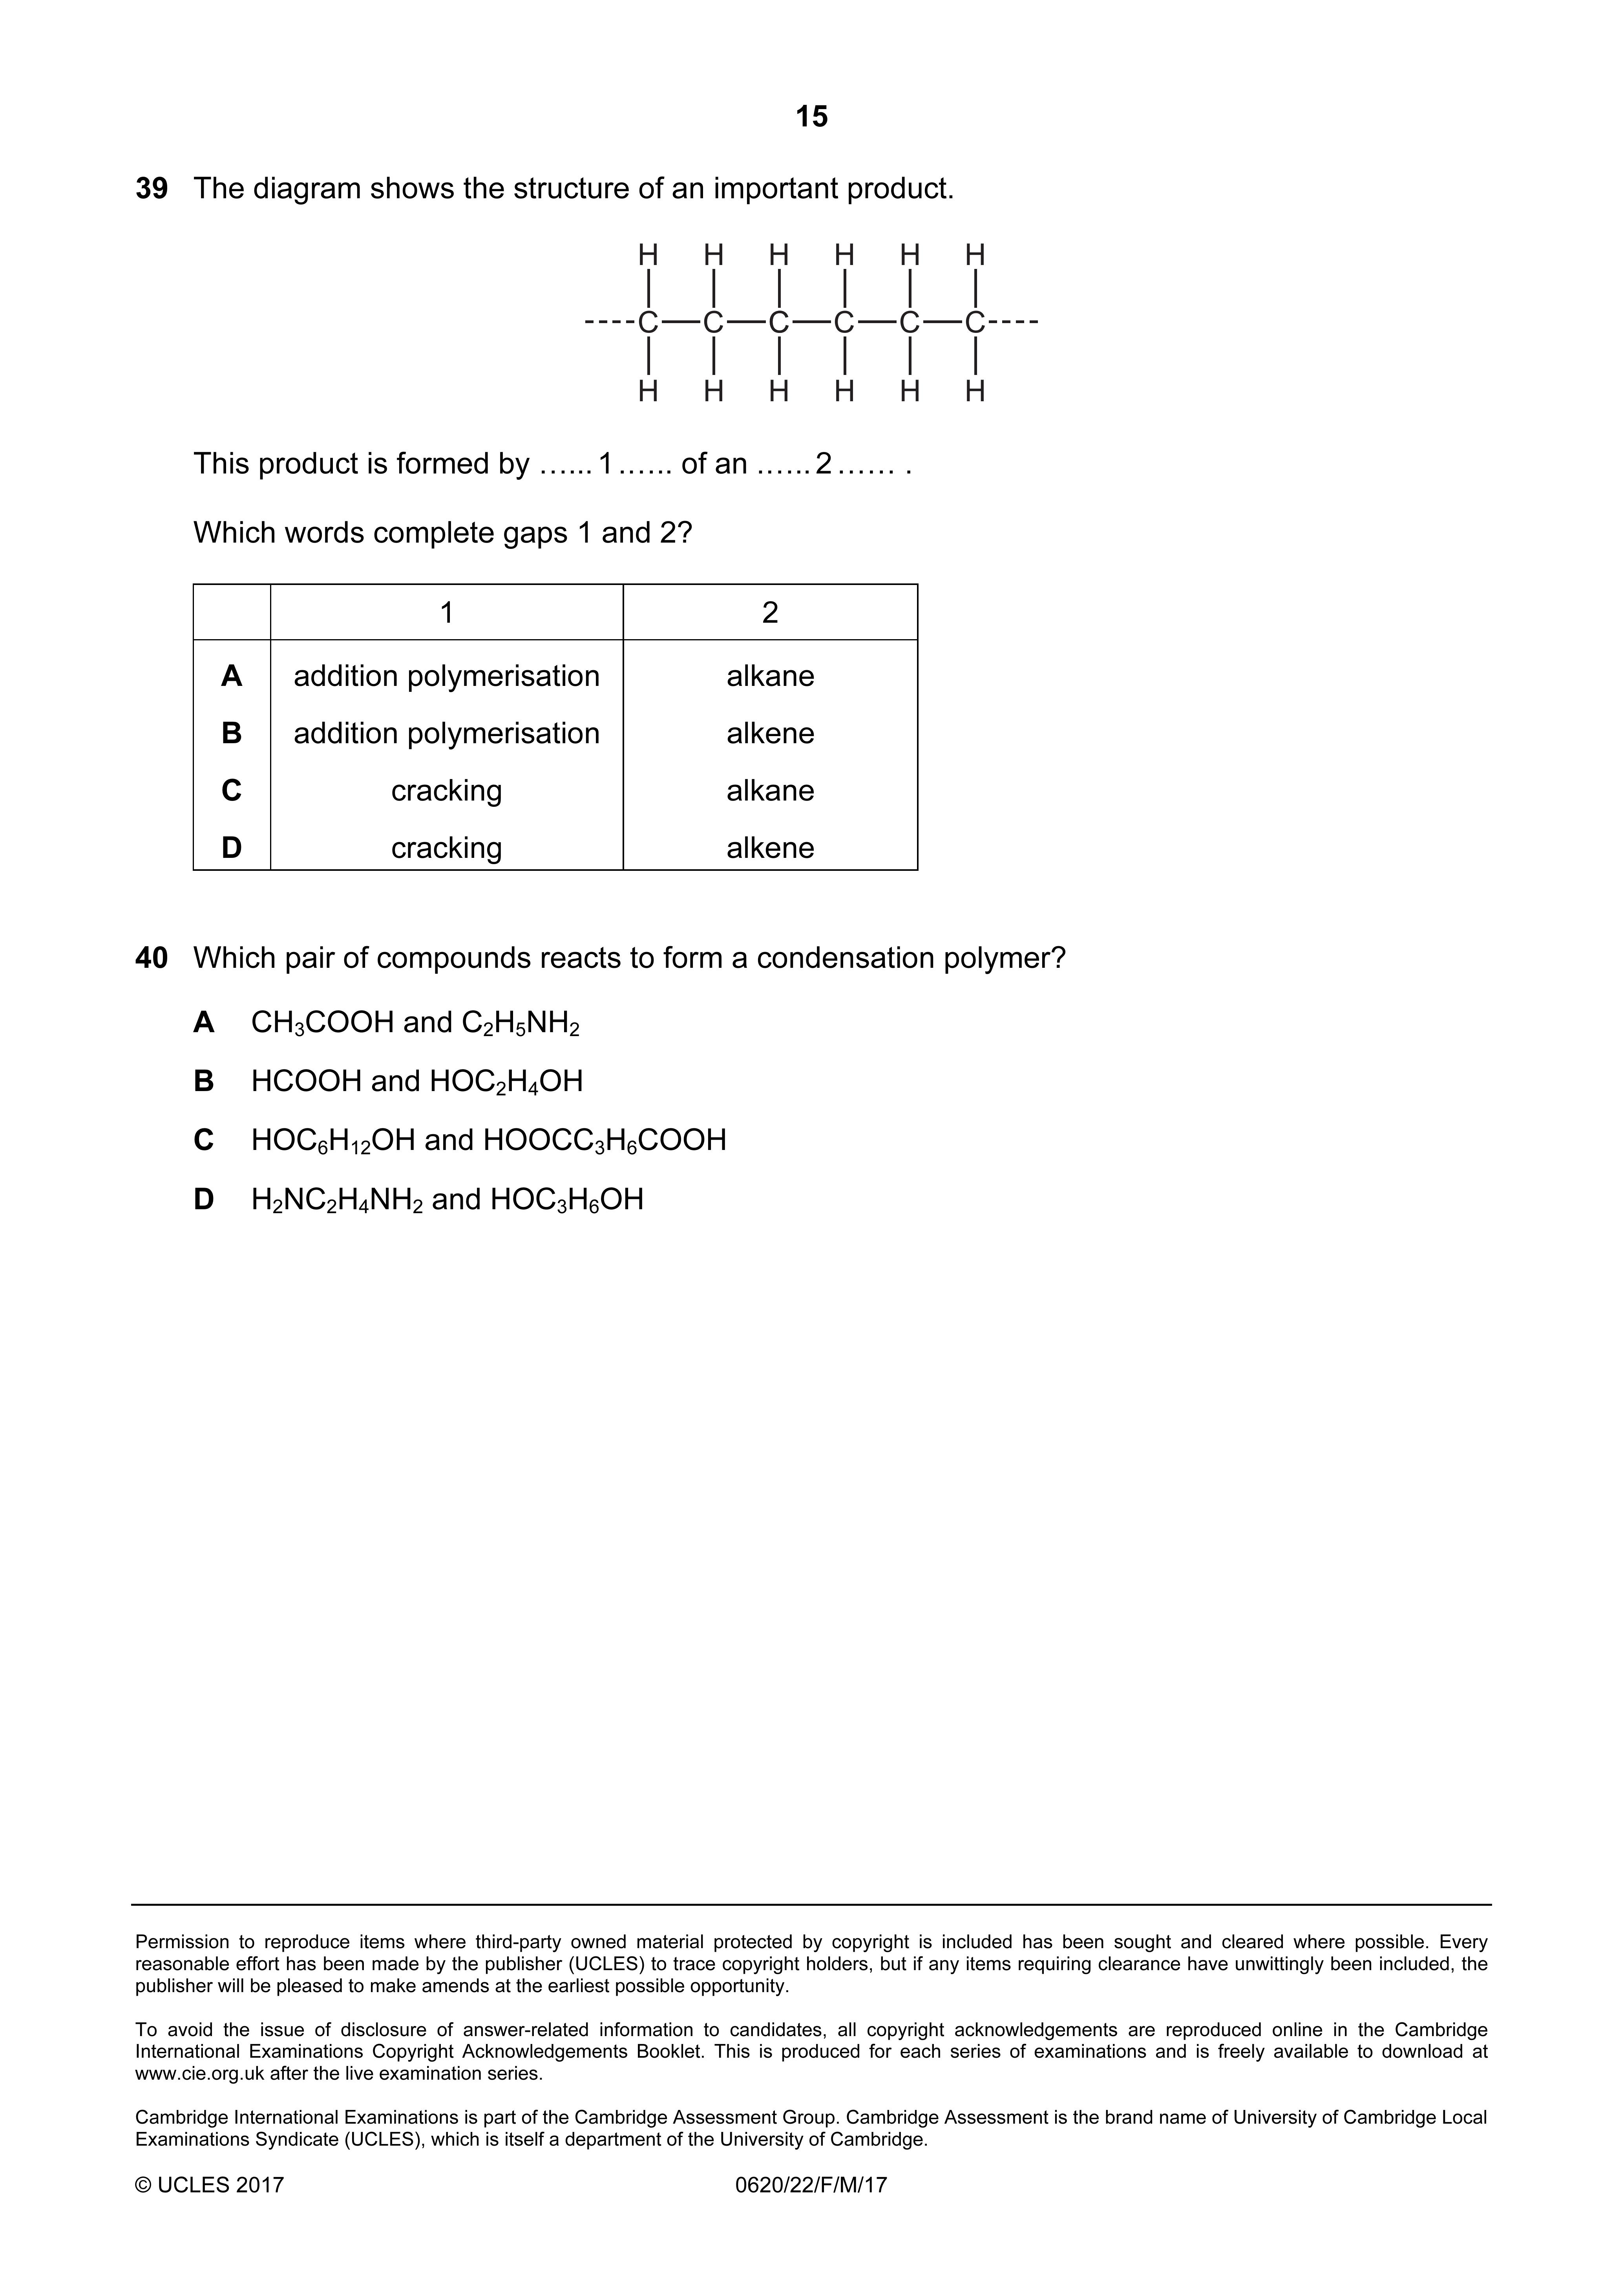 15
39 The diagram shows the structure of an important product.
H H H H H H
C C C C C C
H H H H H H
This product is formed by ...... 1 ...... of an ...... 2 ...... .
Which words complete gaps 1 and 2?
1 2
A addition polymerisation alkane
B addition polymerisation alkene
C cracking alkane
D cracking alkene
40 Which pair of compounds reacts to form a condensation polymer?
A CH₃COOH and C₂H₅NH₂
B HCOOH and HOC₂H₄OH
C HOC₆H₁₂OH and HOOCC₃H₆COOH
D H₂NC₂H₄NH₂ and HOC₃H₆OH
Permission to reproduce items where third-party owned material protected by copyright is included has been sought and cleared where possible. Every
reasonable effort has been made by the publisher (UCLES) to trace copyright holders, but if any items requiring clearance have unwittingly been included, the
publisher will be pleased to make amends at the earliest possible opportunity.
To avoid the issue of disclosure of answer-related information to candidates, all copyright acknowledgements are reproduced online in the Cambridge
International Examinations Copyright Acknowledgements Booklet. This is produced for each series of examinations and is freely available to download at
www.cie.org.uk after the live examination series.
Cambridge International Examinations is part of the Cambridge Assessment Group. Cambridge Assessment is the brand name of University of Cambridge Local
Examinations Syndicate (UCLES), which is itself a department of the University of Cambridge.
© UCLES 2017 0620/22/F/M/17